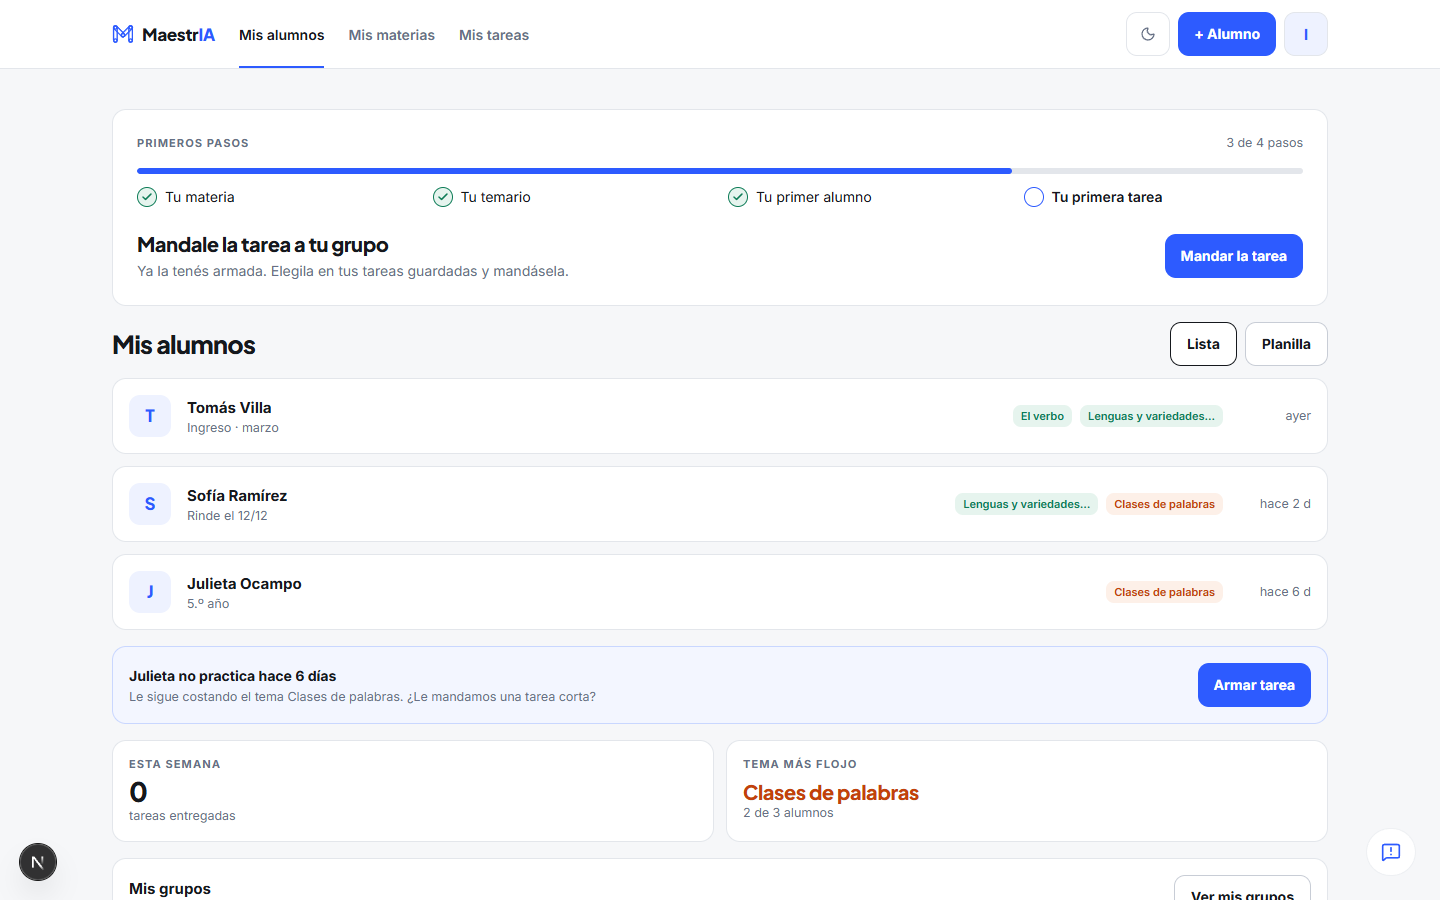 MaestrIA
Mis alumnos
Mis materias
Mis tareas
+ Alumno
I
PRIMEROS PASOS
3 de 4 pasos
Tu materia
Tu temario
Tu primer alumno
Tu primera tarea
Mandale la tarea a tu grupo
Ya la tenés armada. Elegila en tus tareas guardadas y mandásela.
Mandar la tarea
Mis alumnos
Lista
Planilla
T
Tomás Villa
Ingreso · marzo
El verbo
Lenguas y variedades...
ayer
S
Sofía Ramírez
Rinde el 12/12
Lenguas y variedades...
Clases de palabras
hace 2 d
J
Julieta Ocampo
5.º año
Clases de palabras
hace 6 d
Julieta no practica hace 6 días
Le sigue costando el tema Clases de palabras. ¿Le mandamos una tarea corta?
Armar tarea
ESTA SEMANA
0
tareas entregadas
TEMA MÁS FLOJO
Clases de palabras
2 de 3 alumnos
N
Mis grupos
Ver mis grupos